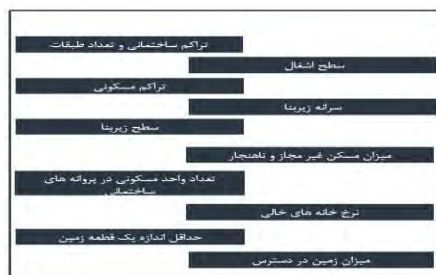 تراکم ساختمانی و تعداد طبقات
سطح اشغال
تراکم مسکونی
سرانه زیربنا
سطح زیربنا
میزان مسکن غیر مجاز و ناهنجار
تعداد واحد مسکونی در پروانه های
ساختمانی
نرخ خانه های خالی
حداقل اندازه یک قطعه زمین
میزان زمین در دسترس